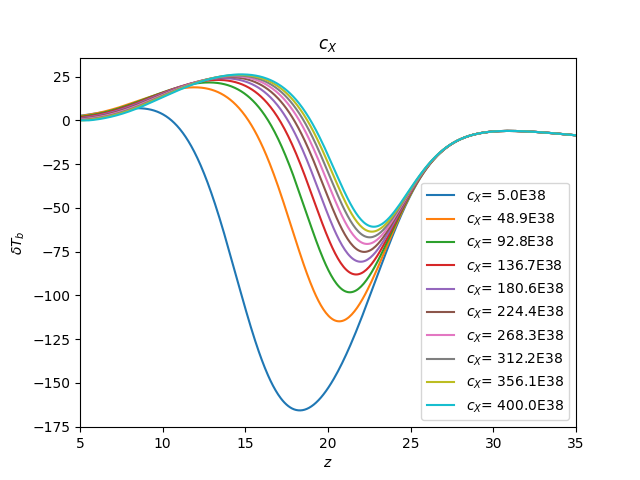 c_X
25
0
−25
−50
−75
−100
−125
−150
−175
δT_b
5
10
15
20
25
30
35
z
c_X= 5.0E38
c_X= 48.9E38
c_X= 92.8E38
c_X= 136.7E38
c_X= 180.6E38
c_X= 224.4E38
c_X= 268.3E38
c_X= 312.2E38
c_X= 356.1E38
c_X= 400.0E38